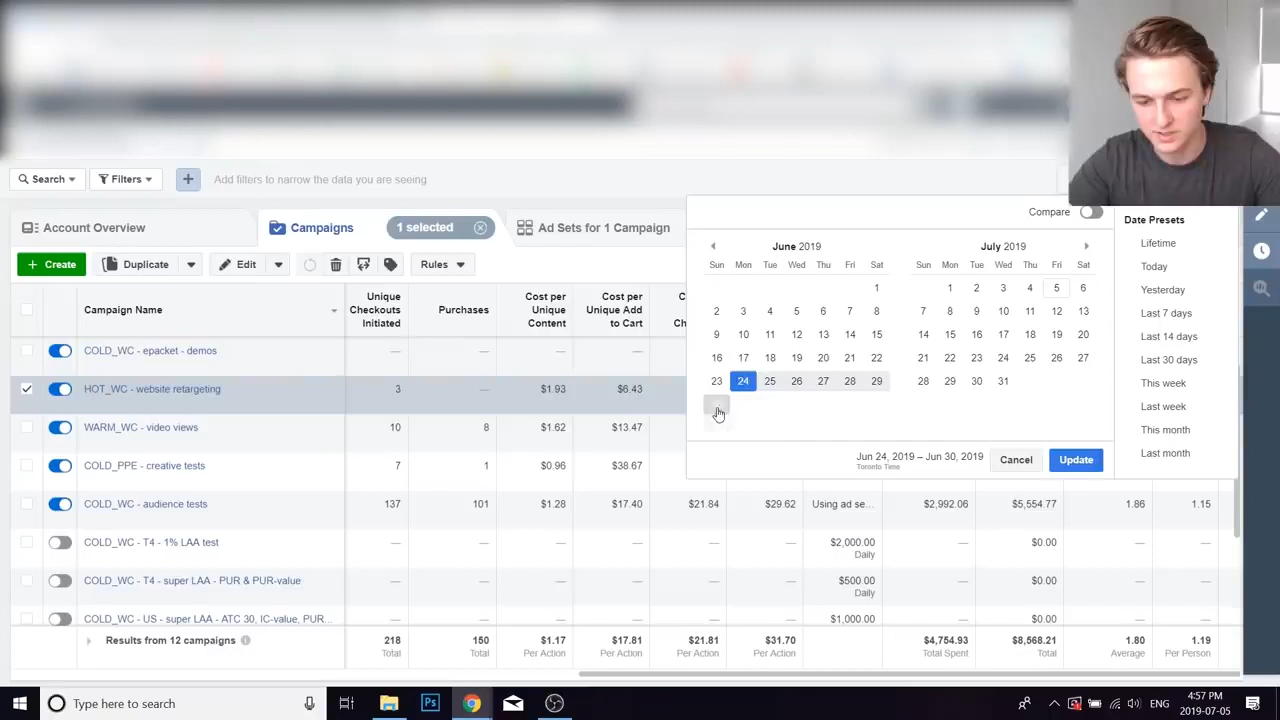 Search Filters + Add filters to narrow the data you are seeing
Account Overview Campaigns 1 selected Ad Sets for 1 Campaign
+ Create Duplicate Edit Rules
Campaign Name Unique Checkouts Initiated Purchases Cost per Unique Content Cost per Unique Add to Cart
COLD_WC - epacket - demos — — — —
HOT_WC - website retargeting 3 — $1.93 $6.43
WARM_WC - video views 10 8 $1.62 $13.47
COLD_PPE - creative tests 7 1 $0.96 $38.67
COLD_WC - audience tests 137 101 $1.28 $17.40 $21.84 $29.62 Using ad se... $2,992.06 $5,554.77 1.86 1.15
COLD_WC - T4 - 1% LAA test — — — — — — $2,000.00 — $0.00 — —
Daily
COLD_WC - T4 - super LAA - PUR & PUR-value — — — — — — $500.00 — $0.00 — —
Daily
COLD_WC - US - super LAA - ATC 30, IC-value, PUR... — — — — — — $1,000.00 — $0.00 — —
Results from 12 campaigns 218 150 $1.17 $17.81 $21.81 $31.70 $4,754.93 $8,568.21 1.80 1.19
Total Total Per Action Per Action Per Action Per Action Total Spent Total Average Per Person
Compare
June 2019
Sun Mon Tue Wed Thu Fri Sat
1
2 3 4 5 6 7 8
9 10 11 12 13 14 15
16 17 18 19 20 21 22
23 24 25 26 27 28 29
July 2019
Sun Mon Tue Wed Thu Fri Sat
1 2 3 4 5 6
7 8 9 10 11 12 13
14 15 16 17 18 19 20
21 22 23 24 25 26 27
28 29 30 31
Jun 24, 2019 – Jun 30, 2019
Toronto Time
Cancel Update
Date Presets
Lifetime
Today
Yesterday
Last 7 days
Last 14 days
Last 30 days
This week
Last week
This month
Last month
Type here to search
Ps
ENG
4:57 PM
2019-07-05